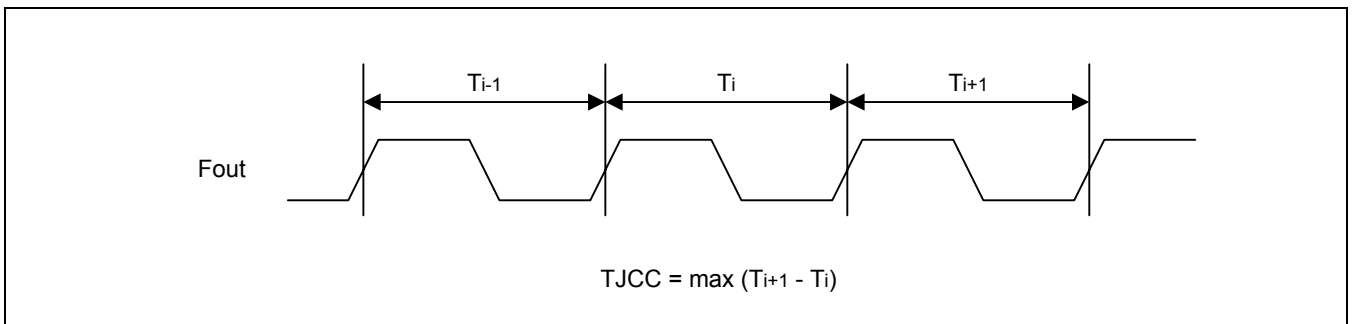 Ti-1 Ti Ti+1
Fout
TJCC = max (Ti+1 - Ti)